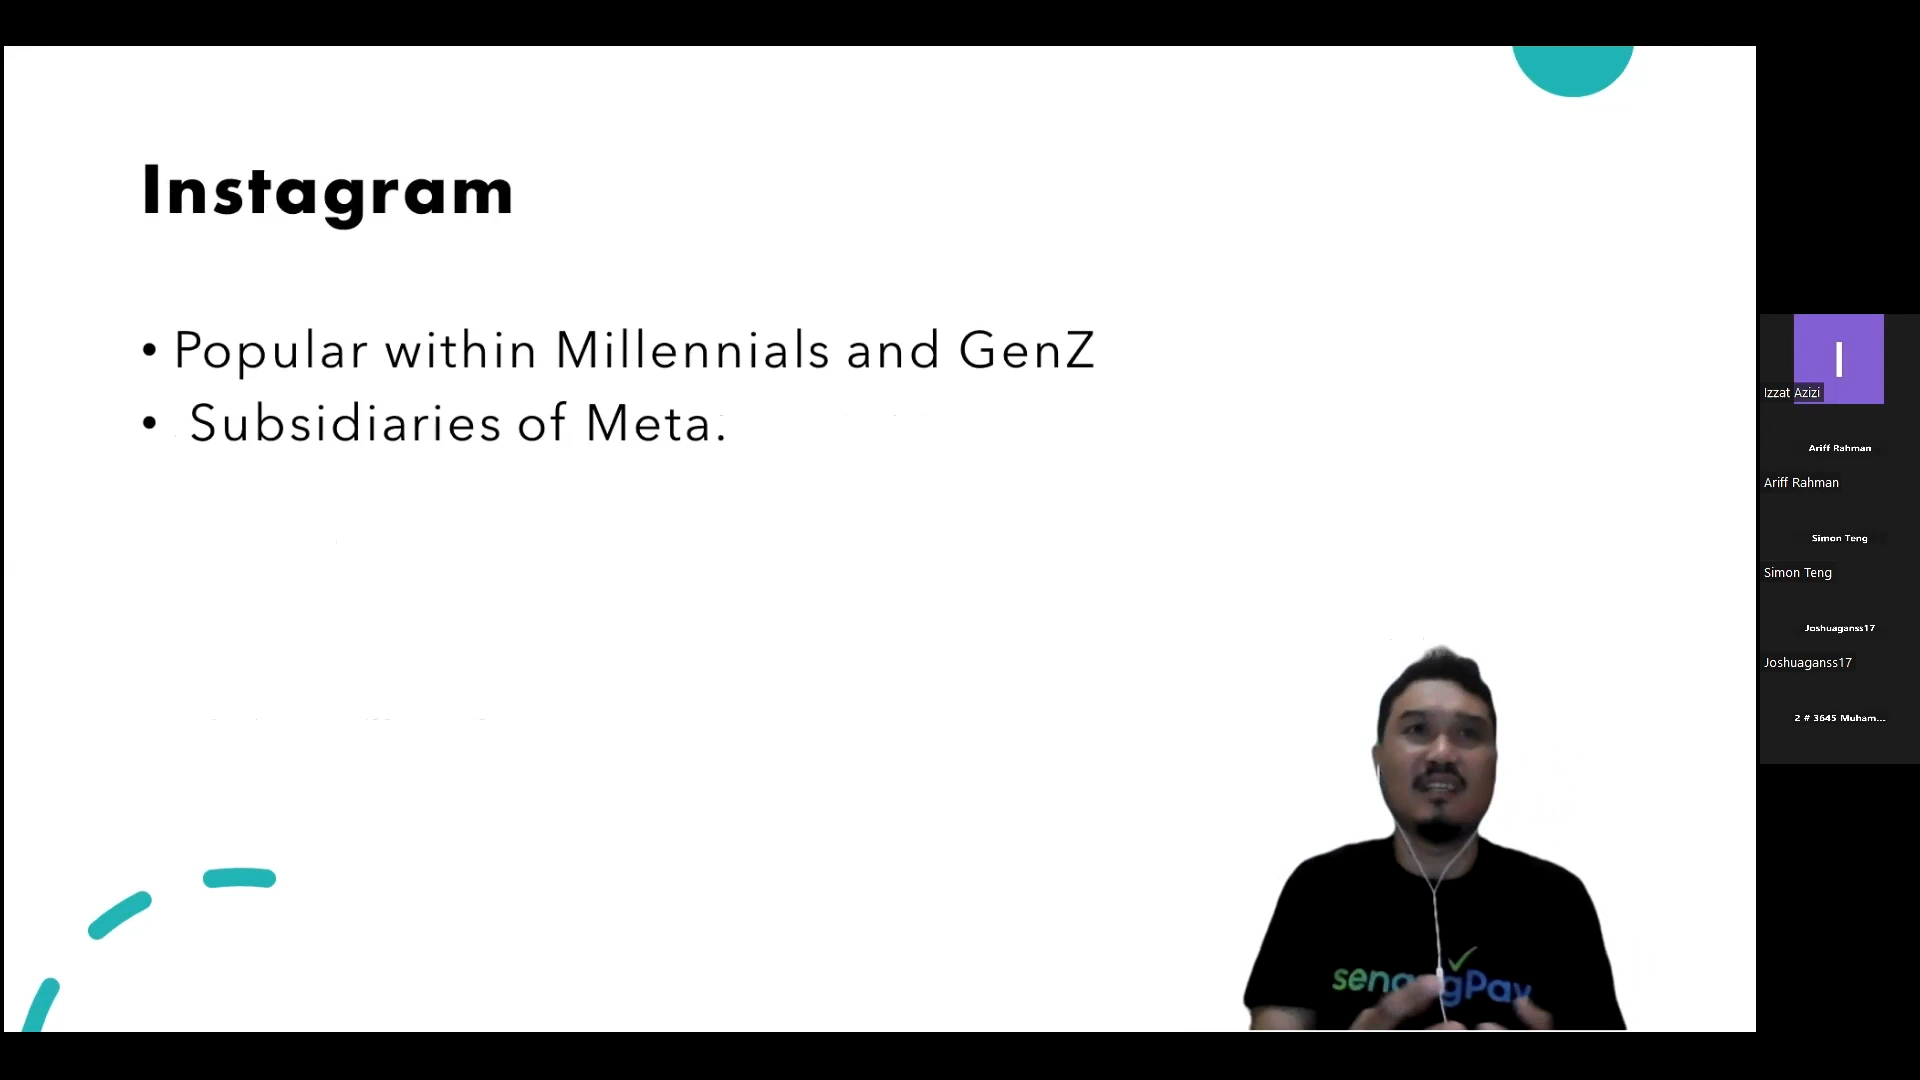 Instagram
• Popular within Millennials and GenZ
• Subsidiaries of Meta.
I
Izzat Azizi
Ariff Rahman
Ariff Rahman
Simon Teng
Simon Teng
Joshuaganss17
Joshuaganss17
2 # 3645 Muham...